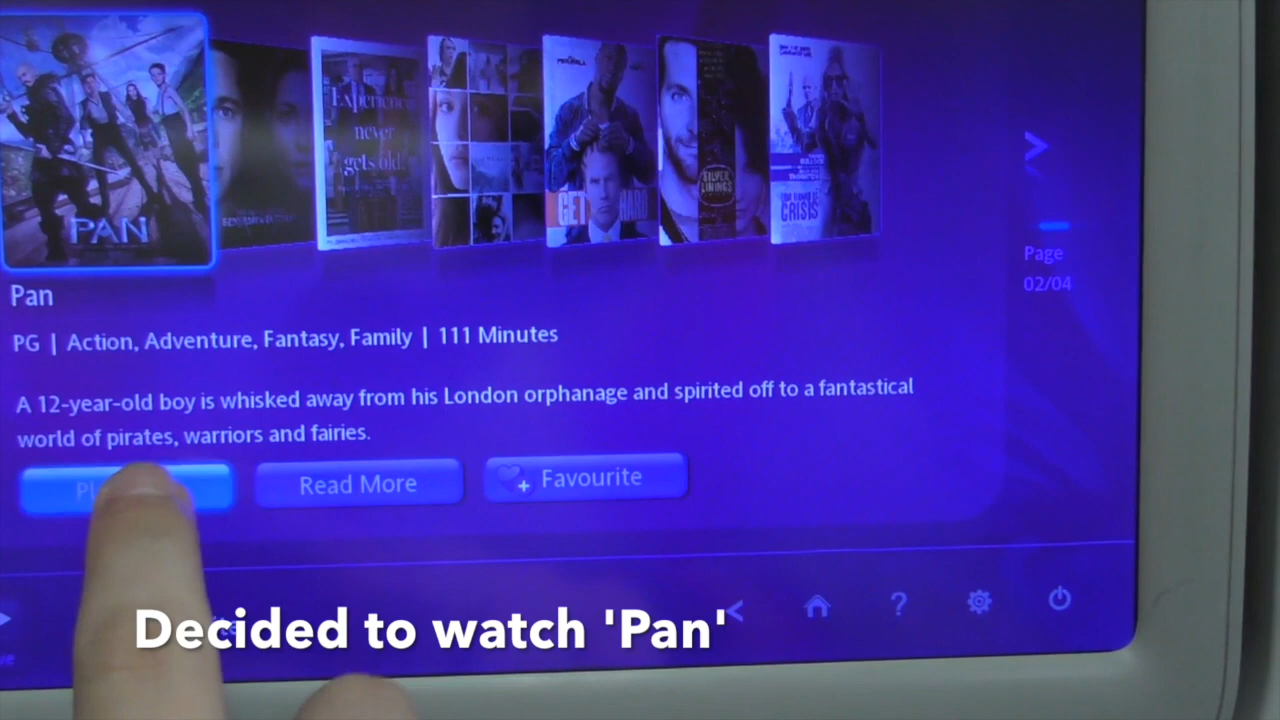 PAN
Experience
never
gets old.
GET HARD
SILVER
LININGS
CRISIS
Page
02/04
Pan
PG | Action, Adventure, Fantasy, Family | 111 Minutes
A 12-year-old boy is whisked away from his London orphanage and spirited off to a fantastical
world of pirates, warriors and fairies.
Read More
Favourite
?
Decided to watch 'Pan'